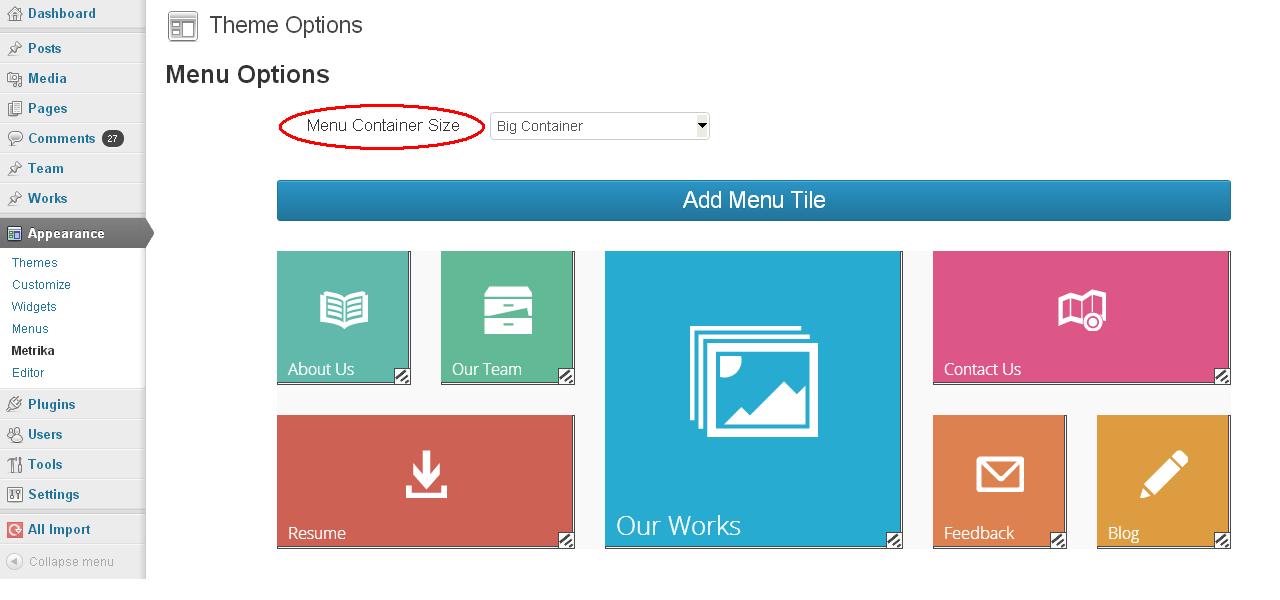 Dashboard
Posts
Media
Pages
Comments 27
Team
Works
Appearance
Themes
Customize
Widgets
Menus
Metrika
Editor
Plugins
Users
Tools
Settings
All Import
Collapse menu
Theme Options
Menu Options
Menu Container Size Big Container
Add Menu Tile
About Us
Our Team
Our Works
Contact Us
Resume
Feedback
Blog